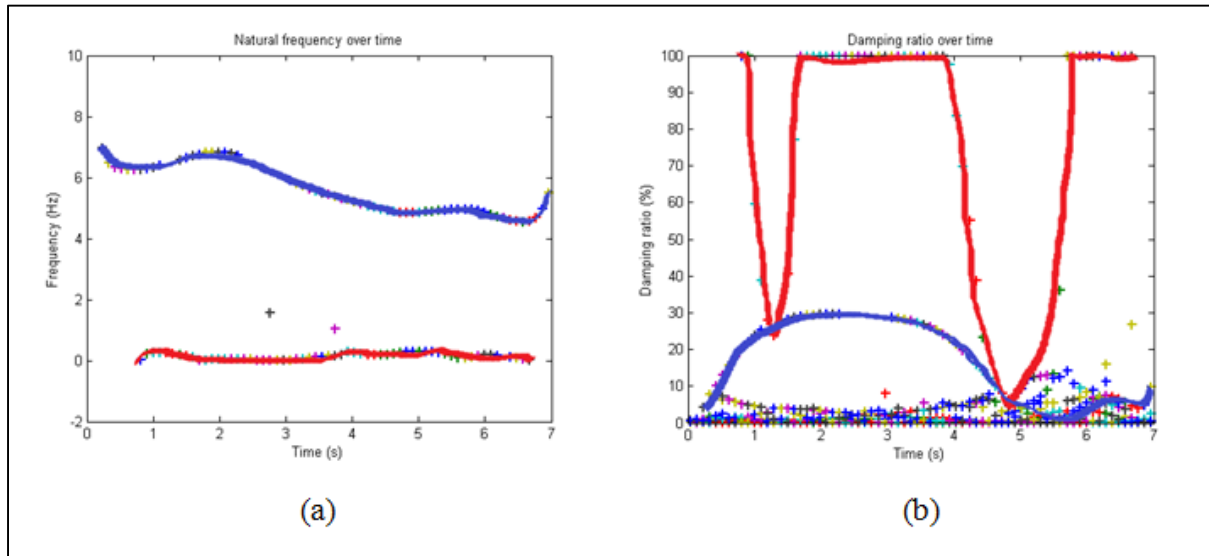 Natural frequency over time
10
8
6
4
2
0
-2
Frequency (Hz)
0 1 2 3 4 5 6 7
Time (s)
(a)
Damping ratio over time
100
90
80
70
60
50
40
30
20
10
0
Damping ratio (%)
0 1 2 3 4 5 6 7
Time (s)
(b)